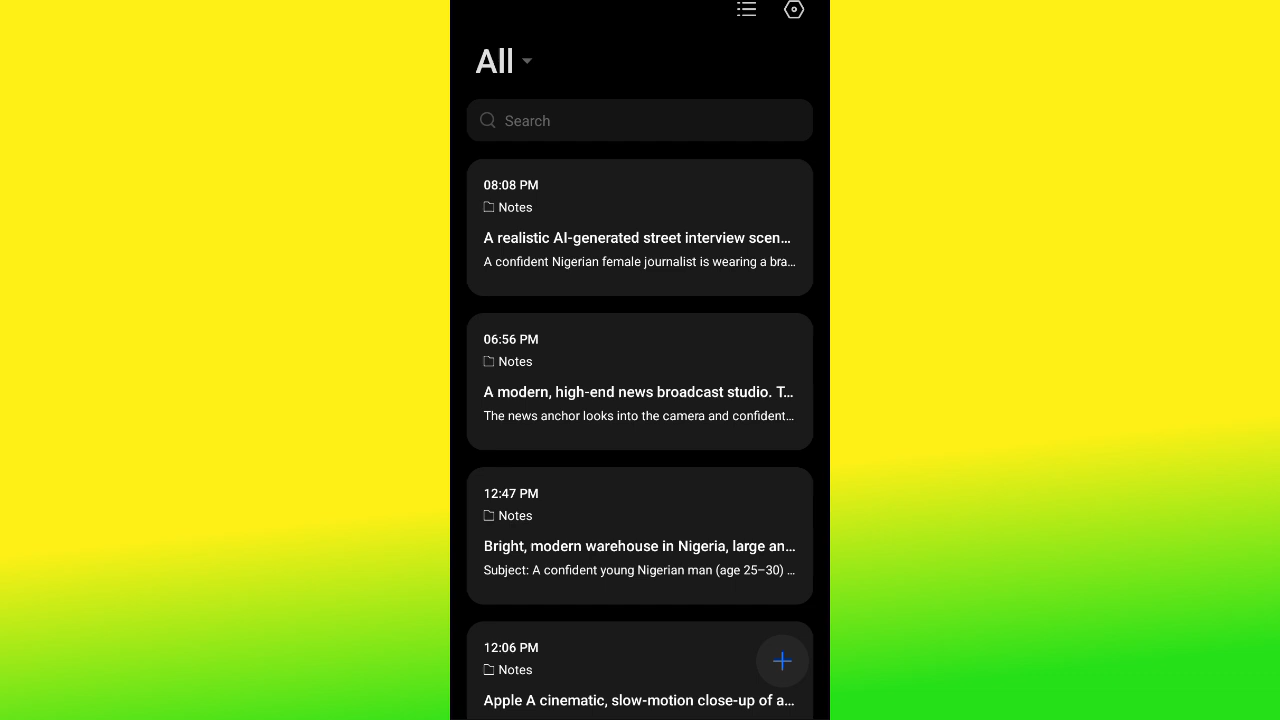 All
Search
08:08 PM
Notes
A realistic AI-generated street interview scen...
A confident Nigerian female journalist is wearing a bra...
06:56 PM
Notes
A modern, high-end news broadcast studio. T...
The news anchor looks into the camera and confident...
12:47 PM
Notes
Bright, modern warehouse in Nigeria, large an...
Subject: A confident young Nigerian man (age 25–30) ...
12:06 PM
Notes
Apple A cinematic, slow-motion close-up of a...